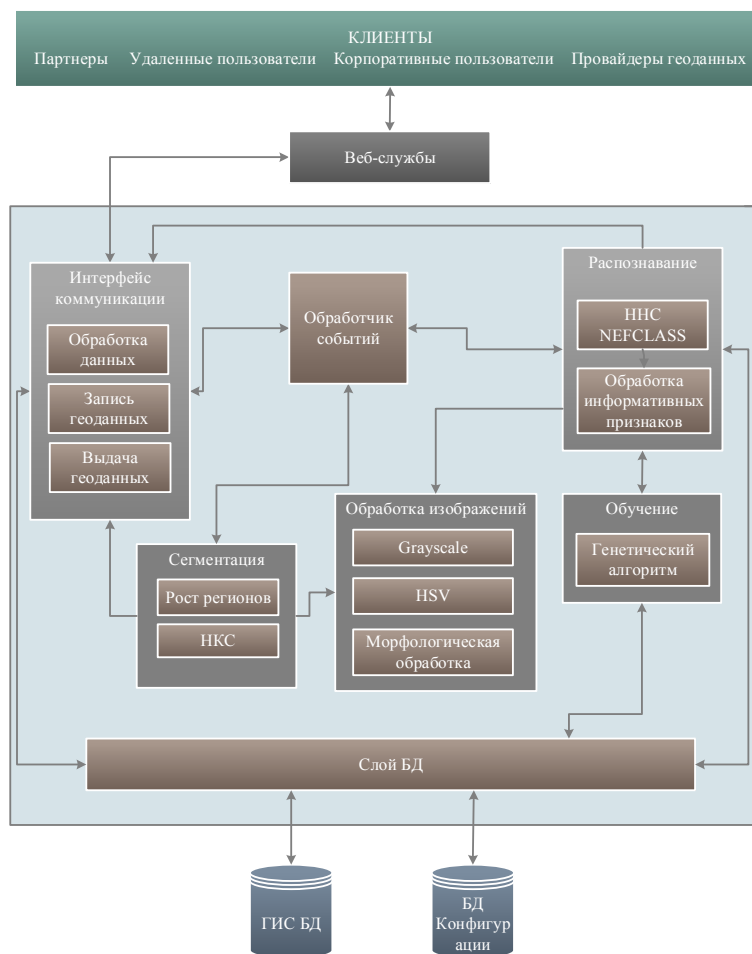 КЛИЕНТЫ
Партнеры Удаленные пользователи Корпоративные пользователи Провайдеры геоданных
Веб-службы
Интерфейс
коммуникации
Обработка
данных
Запись
геоданных
Выдача
геоданных
Обработчик
событий
Распознавание
ННС
NEFCLASS
Обработка
информативных
признаков
Сегментация
Рост регионов
НКС
Обработка изображений
Grayscale
HSV
Морфологическая
обработка
Обучение
Генетический
алгоритм
Слой БД
ГИС БД
БД
Конфигур
ации